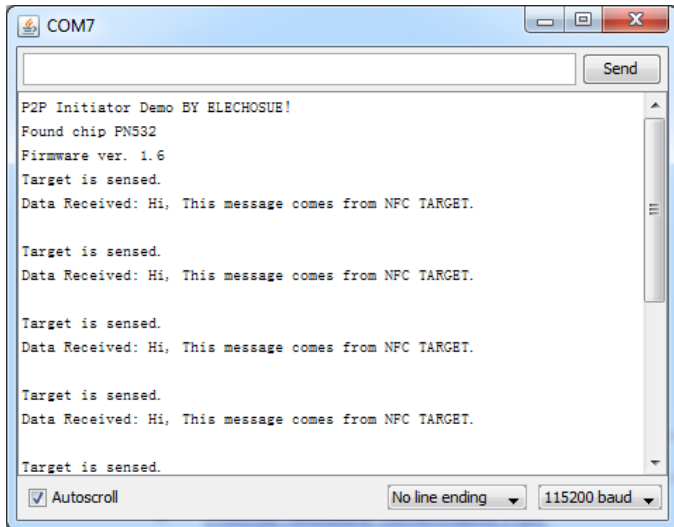 COM7
Send
P2P Initiator Demo BY ELECHOSUE!
Found chip PN532
Firmware ver. 1.6
Target is sensed.
Data Received: Hi, This message comes from NFC TARGET.
Target is sensed.
Data Received: Hi, This message comes from NFC TARGET.
Target is sensed.
Data Received: Hi, This message comes from NFC TARGET.
Target is sensed.
Data Received: Hi, This message comes from NFC TARGET.
Target is sensed.
Autoscroll
No line ending
115200 baud